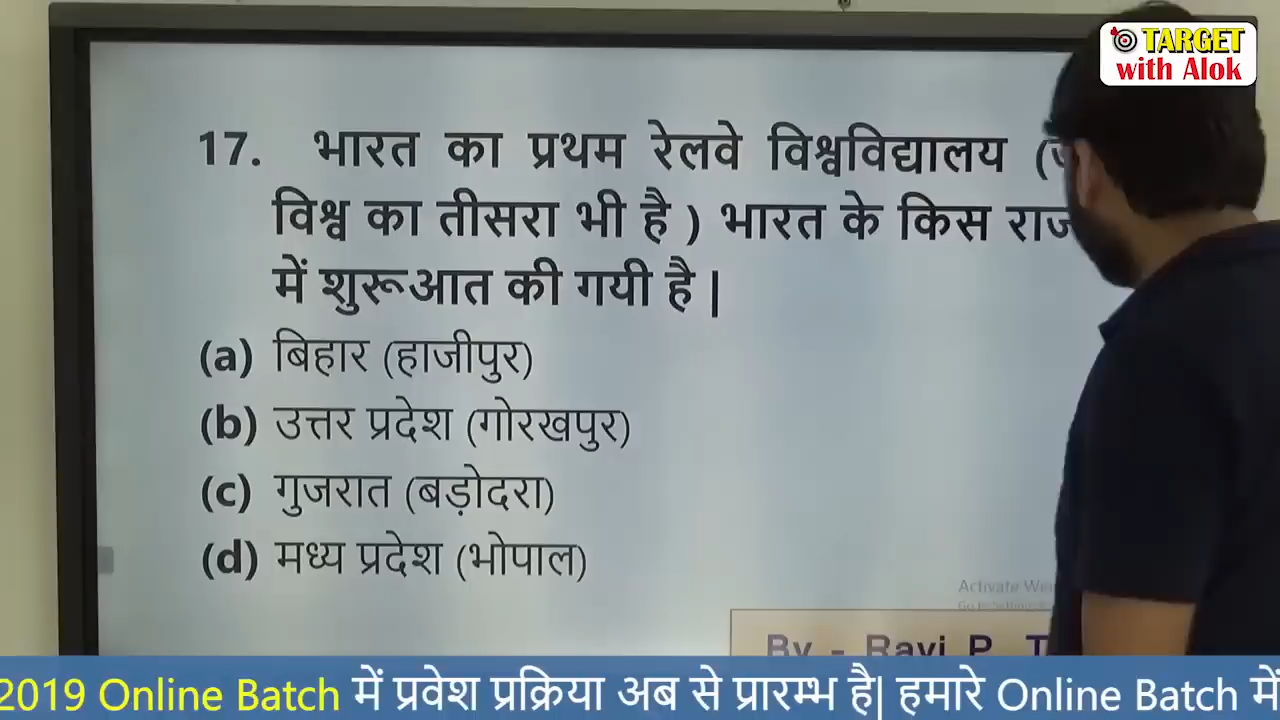 TARGET
with Alok
17. भारत का प्रथम रेलवे विश्वविद्यालय
विश्व का तीसरा भी है ) भारत के किस
में शुरूआत की गयी है |
(a) बिहार (हाजीपुर)
(b) उत्तर प्रदेश (गोरखपुर)
(c) गुजरात (बड़ोदरा)
(d) मध्य प्रदेश (भोपाल)
Activate
By - Ravi P.
2019 Online Batch में प्रवेश प्रक्रिया अब से प्रारम्भ है| हमारे Online Batch में